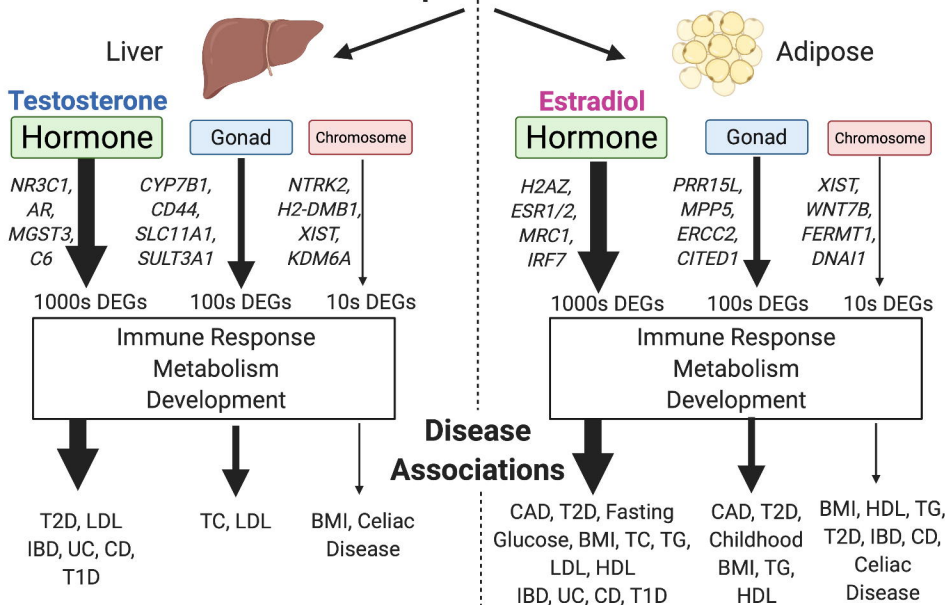 Liver
Testosterone
Hormone
Gonad
Chromosome
NR3C1,
AR,
MGST3,
C6
CYP7B1,
CD44,
SLC11A1,
SULT3A1
NTRK2,
H2-DMB1,
XIST,
KDM6A
1000s DEGs
100s DEGs
10s DEGs
Immune Response
Metabolism
Development
T2D, LDL
IBD, UC, CD,
T1D
TC, LDL
BMI, Celiac
Disease
Adipose
Estradiol
Hormone
Gonad
Chromosome
H2AZ,
ESR1/2,
MRC1,
IRF7
PRR15L,
MPP5,
ERCC2,
CITED1
XIST,
WNT7B,
FERMT1,
DNAI1
1000s DEGs
100s DEGs
10s DEGs
Immune Response
Metabolism
Development
Disease
Associations
CAD, T2D, Fasting
Glucose, BMI, TC, TG,
LDL, HDL
IBD, UC, CD, T1D
CAD, T2D,
Childhood
BMI, TG,
HDL
BMI, HDL, TG,
T2D, IBD, CD,
Celiac
Disease